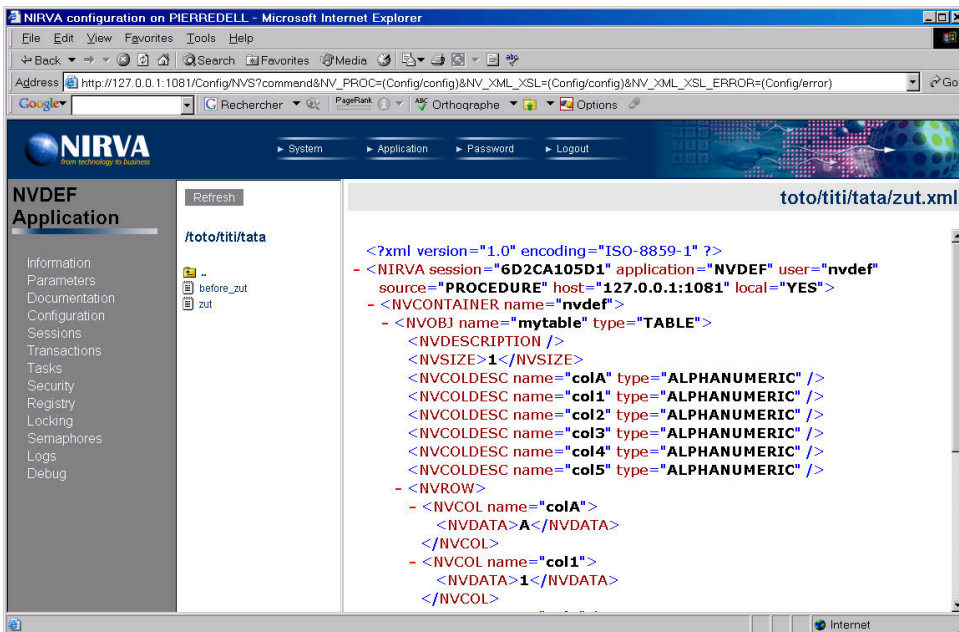 NIRVA configuration on PIERREDELL - Microsoft Internet Explorer
File Edit View Favorites Tools Help
Back Search Favorites Media
Address http://127.0.0.1:1081/Config/NVS?command&NV_PROC=(Config/config)&NV_XML_XSL=(Config/config)&NV_XML_XSL_ERROR=(Config/error) Go
Google Rechercher PageRank ABC Orthographe Options
NIRVA
from technology to business
System Application Password Logout
NVDEF
Application
Information
Parameters
Documentation
Configuration
Sessions
Transactions
Tasks
Security
Registry
Locking
Semaphores
Logs
Debug
Refresh
/toto/titi/tata
..
before_zut
zut
toto/titi/tata/zut.xml
<?xml version="1.0" encoding="ISO-8859-1" ?>
- <NIRVA session="6D2CA105D1" application="NVDEF" user="nvdef"
source="PROCEDURE" host="127.0.0.1:1081" local="YES">
- <NVCONTAINER name="nvdef">
- <NVOBJ name="mytable" type="TABLE">
<NVDESCRIPTION />
<NVSIZE>1</NVSIZE>
<NVCOLDESC name="colA" type="ALPHANUMERIC" />
<NVCOLDESC name="col1" type="ALPHANUMERIC" />
<NVCOLDESC name="col2" type="ALPHANUMERIC" />
<NVCOLDESC name="col3" type="ALPHANUMERIC" />
<NVCOLDESC name="col4" type="ALPHANUMERIC" />
<NVCOLDESC name="col5" type="ALPHANUMERIC" />
- <NVROW>
- <NVCOL name="colA">
<NVDATA>A</NVDATA>
</NVCOL>
- <NVCOL name="col1">
<NVDATA>1</NVDATA>
</NVCOL>
Internet